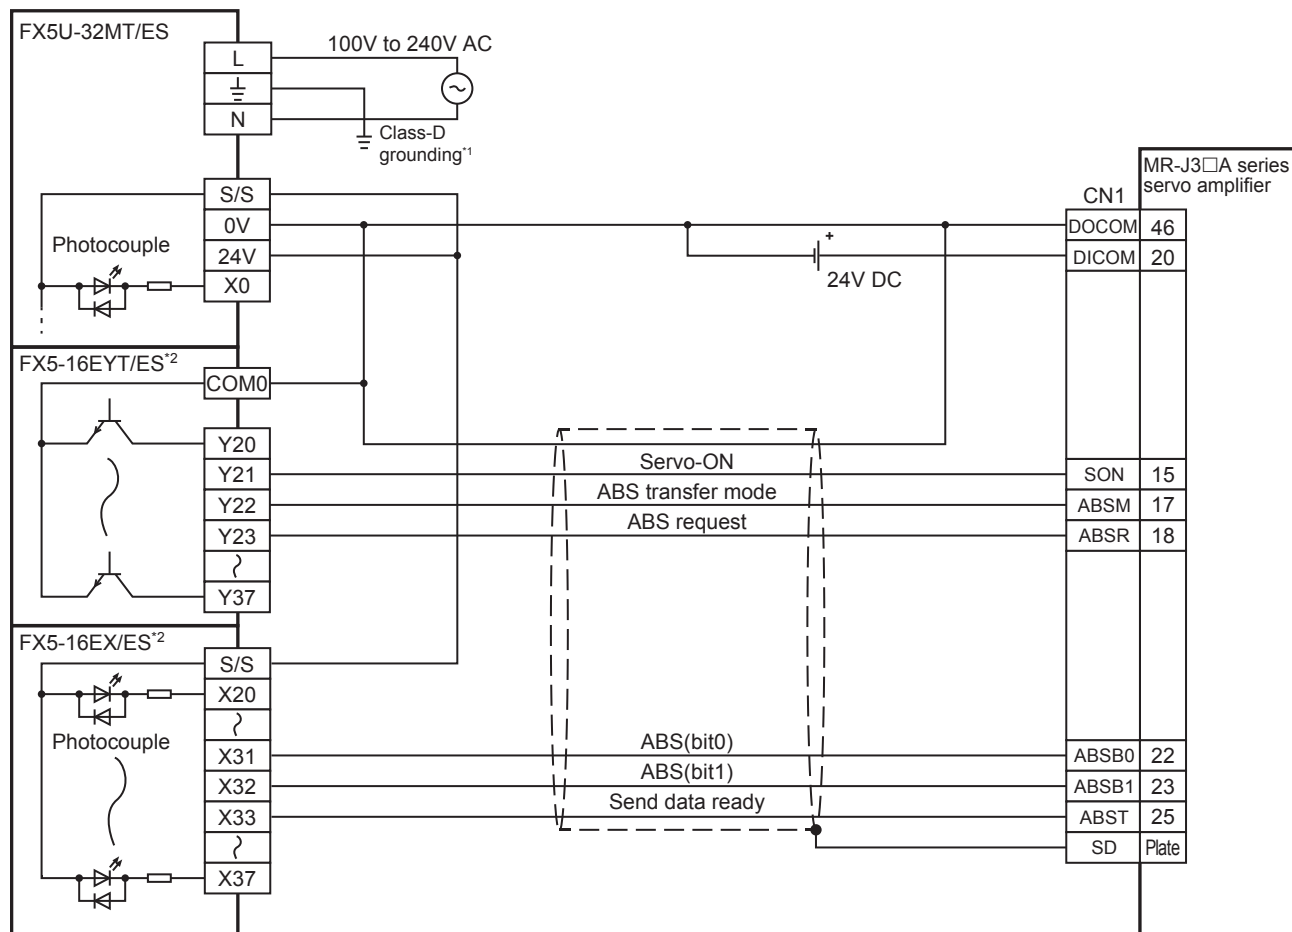 FX5U-32MT/ES
L
100V to 240V AC
N
Class-D
grounding*1
MR-J3□A series
servo amplifier
CN1
S/S
0V
DOCOM 46
Photocouple
24V
DICOM 20
24V DC
+
X0
FX5-16EYT/ES*2
COM0
Y20
Y21
Servo-ON
SON 15
Y22
ABS transfer mode
ABSM 17
Y23
ABS request
ABSR 18
Y37
FX5-16EX/ES*2
S/S
X20
Photocouple
X31
ABS(bit0)
ABSB0 22
X32
ABS(bit1)
ABSB1 23
X33
Send data ready
ABST 25
SD Plate
X37